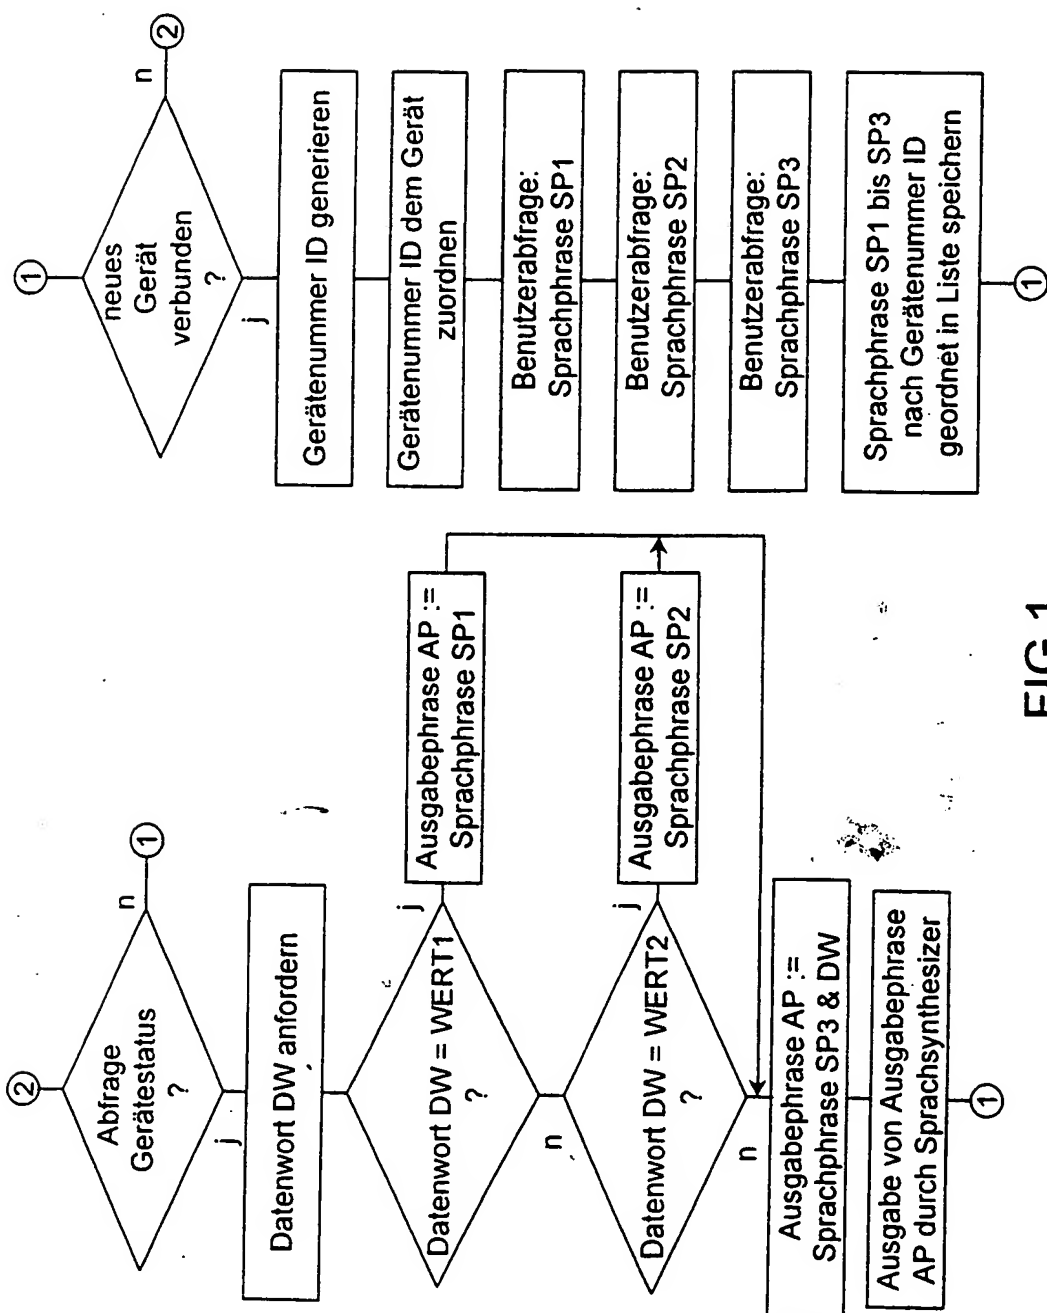 1
neues
Gerät
verbunden
?
n
2
j
Gerätenummer ID generieren
Gerätenummer ID dem Gerät
zuordnen
Benutzerabfrage:
Sprachphrase SP1
Benutzerabfrage:
Sprachphrase SP2
Benutzerabfrage:
Sprachphrase SP3
Sprachphrase SP1 bis SP3
nach Gerätenummer ID
geordnet in Liste speichern
1
2
Abfrage
Gerätestatus
?
n
1
j
Datenwort DW anfordern
Datenwort DW = WERT1
?
j
Ausgabephrase AP :=
Sprachphrase SP1
n
Datenwort DW = WERT2
?
j
Ausgabephrase AP :=
Sprachphrase SP2
n
Ausgabephrase AP :=
Sprachphrase SP3 & DW
Ausgabe von Ausgabephrase
AP durch Sprachsynthesizer
1
FIG 1